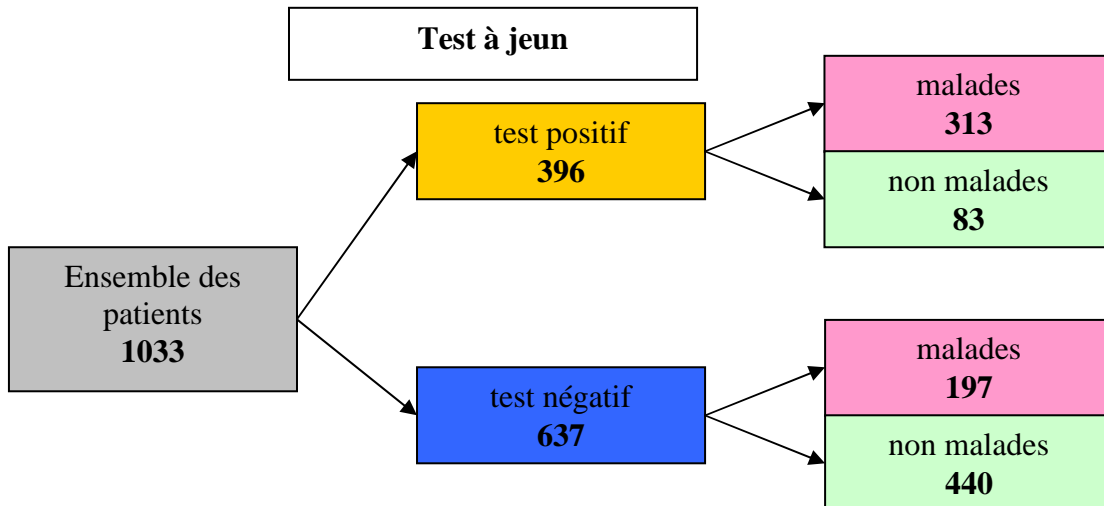 Test à jeun
malades
313
test positif
396
non malades
83
Ensemble des
patients
1033
malades
197
test négatif
637
non malades
440